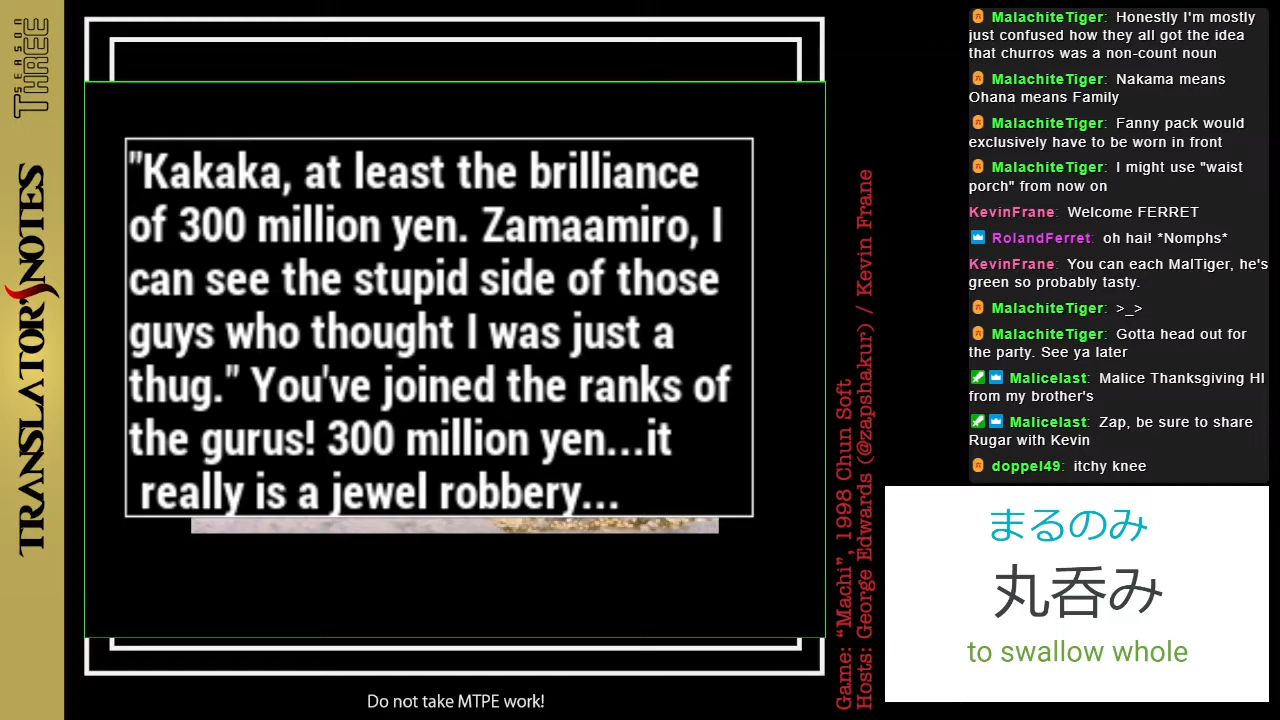 SEASON
THREE
TRANSLATOR'S NOTES
"Kakaka, at least the brilliance
of 300 million yen. Zamaamiro, I
can see the stupid side of those
guys who thought I was just a
thug." You've joined the ranks of
the gurus! 300 million yen...it
really is a jewel robbery...
Do not take MTPE work!
Game: "Machi", 1998 Chun Soft
Hosts: George Edwards (@zapshakur) / Kevin Frane
MalachiteTiger: Honestly I'm mostly
just confused how they all got the idea
that churros was a non-count noun
MalachiteTiger: Nakama means
Ohana means Family
MalachiteTiger: Fanny pack would
exclusively have to be worn in front
MalachiteTiger: I might use "waist
porch" from now on
KevinFrane: Welcome FERRET
RolandFerret: oh hai! *Nomphs*
KevinFrane: You can each MalTiger, he's
green so probably tasty.
MalachiteTiger: >_>
MalachiteTiger: Gotta head out for
the party. See ya later
Malicelast: Makin Thanksgiving HI
from my brother's
Malicelast: Zap, be sure to share
Rugar with Kevin
doppel49: itchy knee
まるのみ
丸呑み
to swallow whole